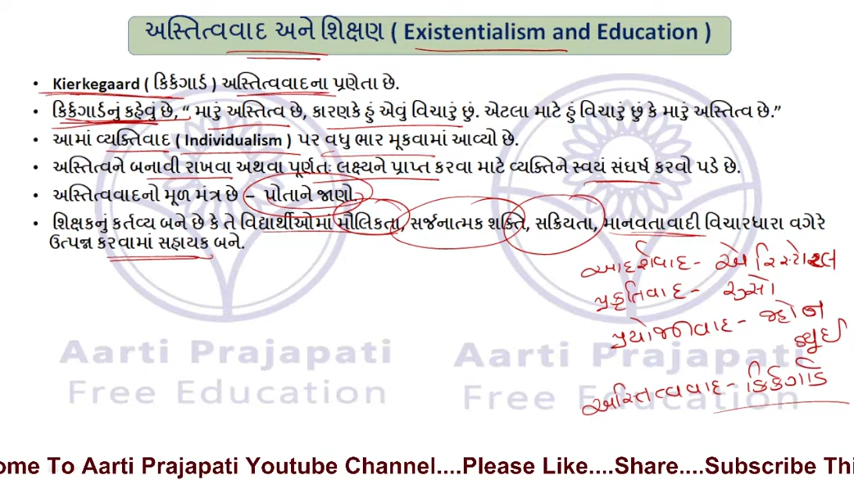 અસ્તિત્વવાદ અને શિક્ષણ ( Existentialism and Education )
• Kierkegaard ( કિર્કગાર્ડ ) અસ્તિત્વવાદના પ્રણેતા છે.
• કિર્કગાર્ડનું કહેવું છે, “ મારું અસ્તિત્વ છે, કારણકે હું એવું વિચારું છું. એટલા માટે હું વિચારું છું કે મારું અસ્તિત્વ છે.”
• આમાં વ્યક્તિવાદ ( Individualism ) પર વધુ ભાર મૂકવામાં આવ્યો છે.
• અસ્તિત્વને બનાવી રાખવા અથવા પૂર્ણતઃ લક્ષ્યને પ્રાપ્ત કરવા માટે વ્યક્તિને સ્વયં સંઘર્ષ કરવો પડે છે.
• અસ્તિત્વવાદનો મૂળ મંત્ર છે – પોતાને જાણો.
• શિક્ષકનું કર્તવ્ય બને છે કે તે વિદ્યાર્થીઓમાં મૌલિકતા, સર્જનાત્મક શક્તિ, સક્રિયતા, માનવતાવાદી વિચારધારા વગેરે
ઉત્પન્ન કરવામાં સહાયક બને.
આદર્શવાદ - એરિસ્ટોટલ
પ્રકૃતિવાદ - રૂસો
પ્રયોજીવાદ - જ્હોન
ડ્યુઈ
અસ્તિત્વવાદ - કિર્કગાર્ડ
Aarti Prajapati Aarti Prajapati
Free Education Free Education
ome To Aarti Prajapati Youtube Channel....Please Like....Share....Subscribe Thi